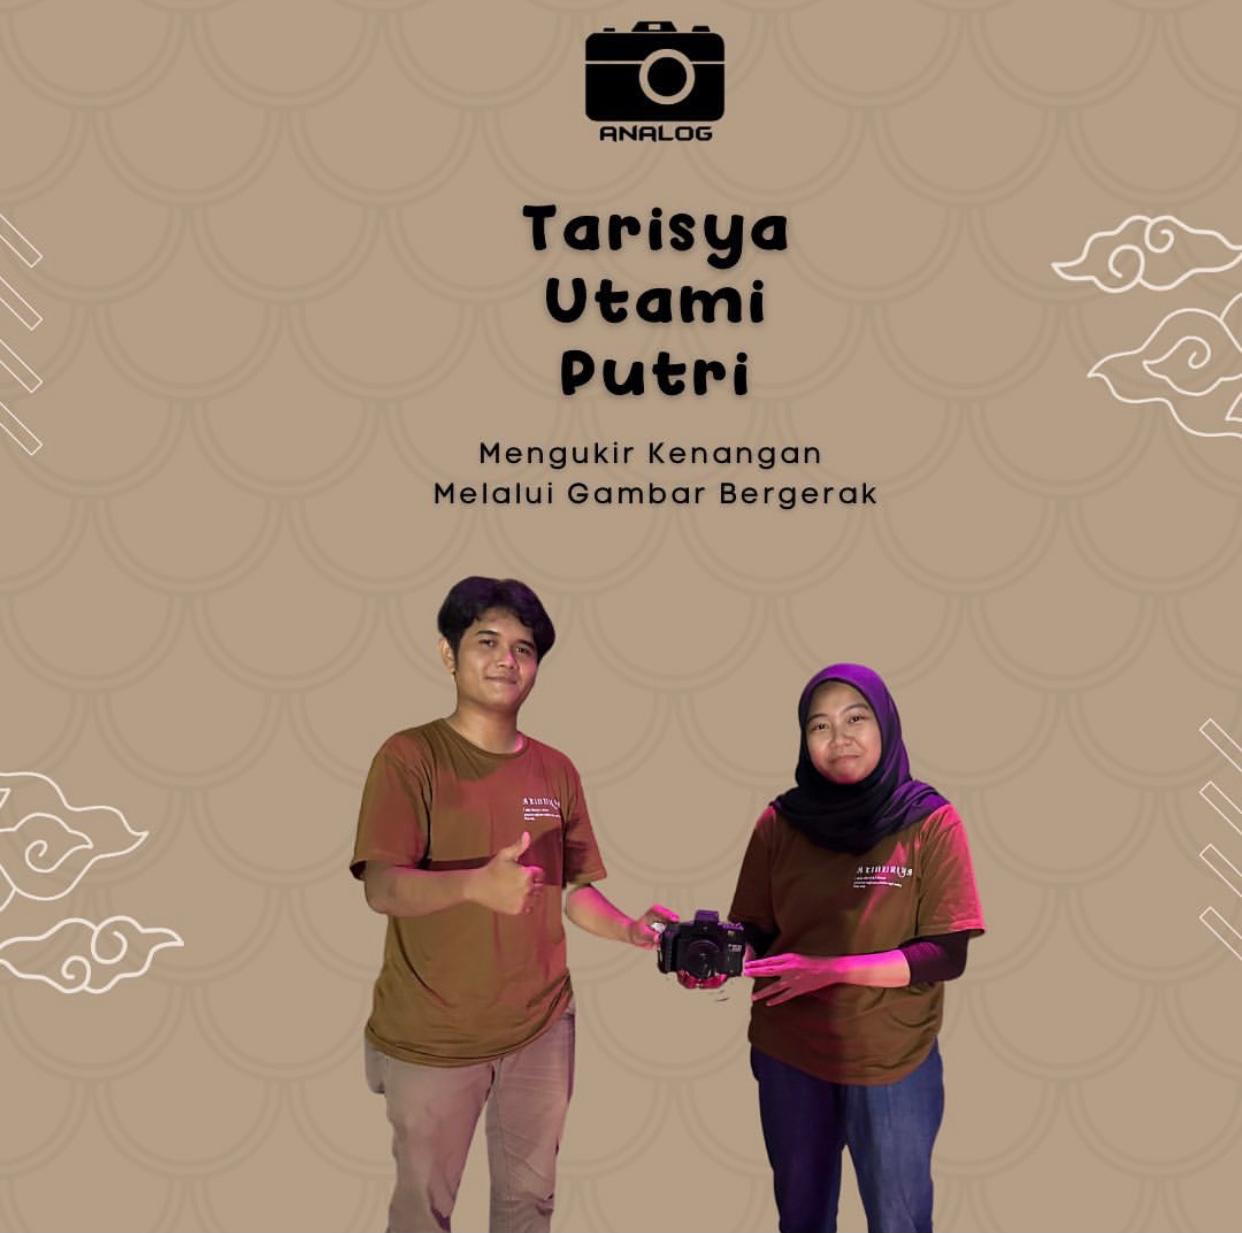 ANALOG
Tarisya
Utami
Putri
Mengukir Kenangan
Melalui Gambar Bergerak